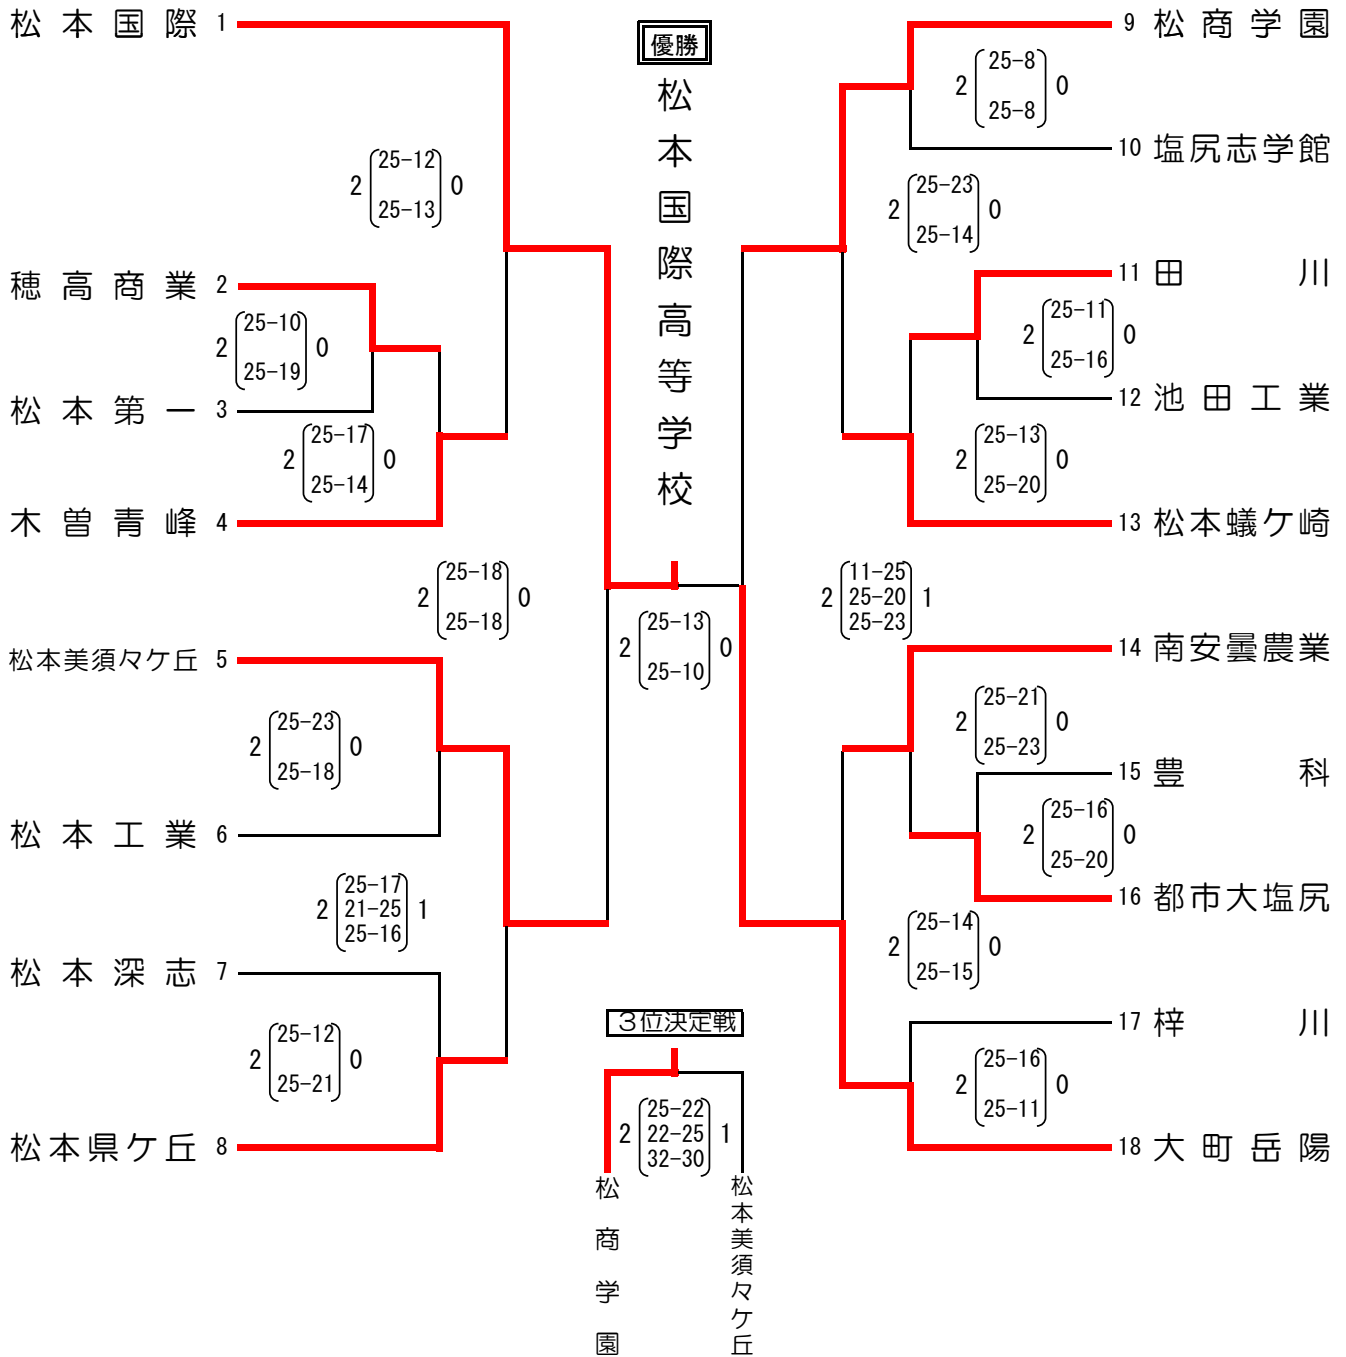 松本国際 1
2 25-12 0
25-13
穂高商業 2
2 25-10 0
25-19
松本第一 3
2 25-17 0
25-14
木曽青峰 4
2 25-18 0
25-18
松本美須々ケ丘 5
2 25-23 0
25-18
松本工業 6
2 25-17 1
21-25
25-16
松本深志 7
2 25-12 0
25-21
松本県ケ丘 8
優勝
松本国際高等学校
2 25-13 0
25-10
3位決定戦
2 25-22 1
22-25
32-30
松商学園
松本美須々ケ丘
9 松商学園
2 25-8 0
25-8
10 塩尻志学館
2 25-23 0
25-14
11 田川
2 25-11 0
25-16
12 池田工業
2 25-13 0
25-20
13 松本蟻ケ崎
2 11-25 1
25-20
25-23
14 南安曇農業
2 25-21 0
25-23
15 豊科
2 25-16 0
25-20
16 都市大塩尻
2 25-14 0
25-15
17 梓川
2 25-16 0
25-11
18 大町岳陽